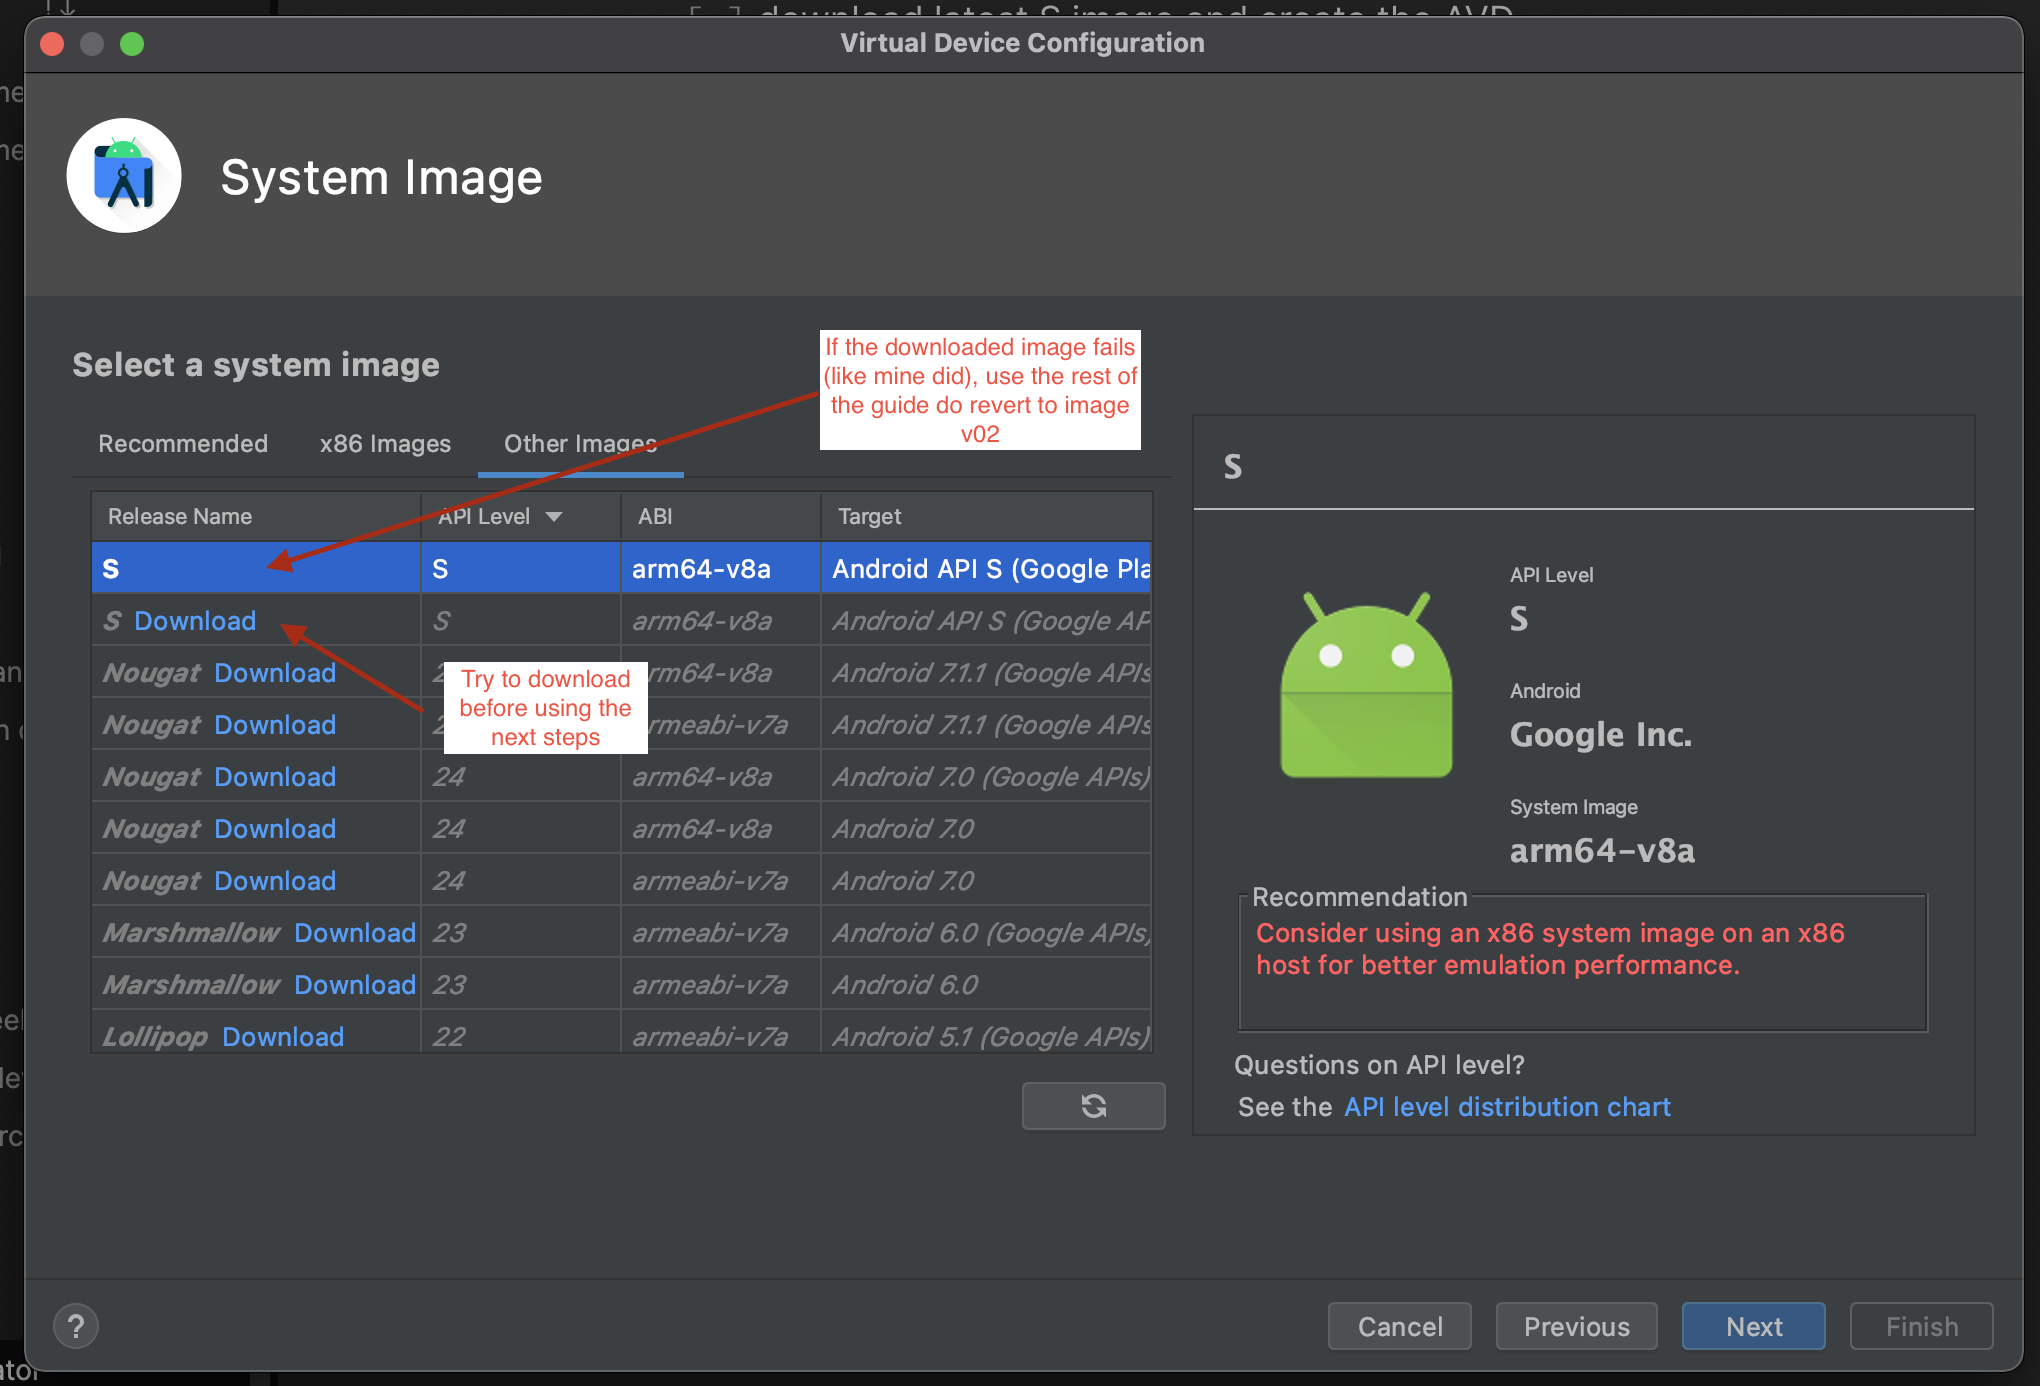 download latest S image and create the AVD
Virtual Device Configuration
System Image
Select a system image
If the downloaded image fails
(like mine did), use the rest of
the guide do revert to image
v02
Recommended x86 Images Other Images
Release Name API Level ABI Target
S S arm64-v8a Android API S (Google Pla
S Download S arm64-v8a Android API S (Google AP
Nougat Download 2 rm64-v8a Android 7.1.1 (Google APIs
Nougat Download 2 rmeabi-v7a Android 7.1.1 (Google APIs
Try to download
before using the
next steps
Nougat Download 24 arm64-v8a Android 7.0 (Google APIs)
Nougat Download 24 arm64-v8a Android 7.0
Nougat Download 24 armeabi-v7a Android 7.0
Marshmallow Download 23 armeabi-v7a Android 6.0 (Google APIs)
Marshmallow Download 23 armeabi-v7a Android 6.0
Lollipop Download 22 armeabi-v7a Android 5.1 (Google APIs)
S
API Level
S
Android
Google Inc.
System Image
arm64-v8a
Recommendation
Consider using an x86 system image on an x86
host for better emulation performance.
Questions on API level?
See the API level distribution chart
? Cancel Previous Next Finish